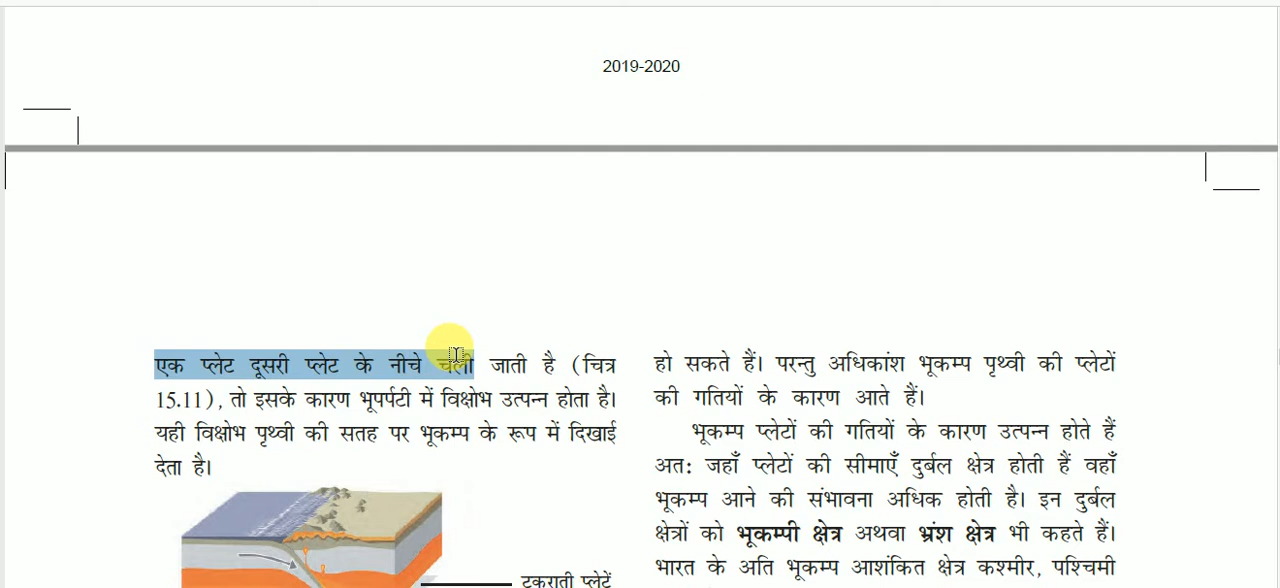 2019-2020
एक प्लेट दूसरी प्लेट के नीचे चली जाती है (चित्र
15.11), तो इसके कारण भूपर्पटी में विक्षोभ उत्पन्न होता है।
यही विक्षोभ पृथ्वी की सतह पर भूकम्प के रूप में दिखाई
देता है।
टकराती प्लेटें
हो सकते हैं। परन्तु अधिकांश भूकम्प पृथ्वी की प्लेटों
की गतियों के कारण आते हैं।
भूकम्प प्लेटों की गतियों के कारण उत्पन्न होते हैं
अत: जहाँ प्लेटों की सीमाएँ दुर्बल क्षेत्र होती हैं वहाँ
भूकम्प आने की संभावना अधिक होती है। इन दुर्बल
क्षेत्रों को भूकम्पी क्षेत्र अथवा भ्रंश क्षेत्र भी कहते हैं।
भारत के अति भूकम्प आशंकित क्षेत्र कश्मीर, पश्चिमी